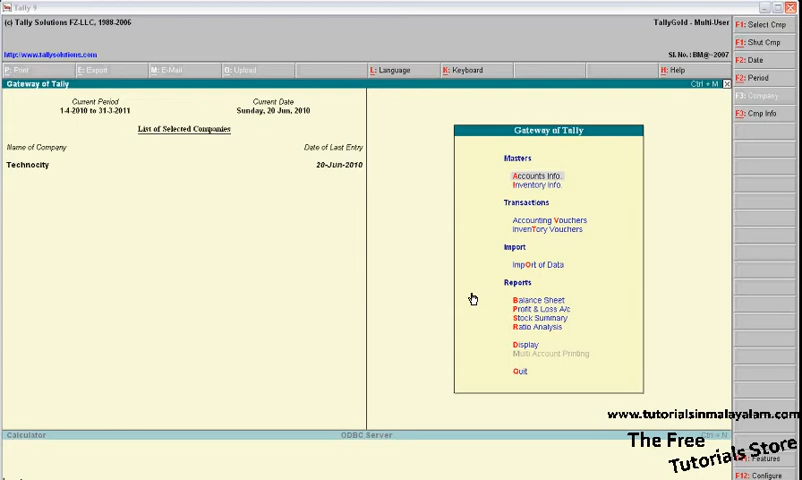 Tally 9
(c) Tally Solutions FZ-LLC, 1988-2006
TallyGold - Multi-User
http://www.tallysolutions.com
Sl. No.: BM@~2007
P: Print
E: Export
M: E-Mail
O: Upload
L: Language
K: Keyboard
H: Help
Gateway of Tally
Ctrl + M
Current Period
1-4-2010 to 31-3-2011
Current Date
Sunday, 20 Jun, 2010
List of Selected Companies
Name of Company
Date of Last Entry
Technocity
20-Jun-2010
Gateway of Tally
Masters
Accounts Info.
Inventory Info.
Transactions
Accounting Vouchers
InvenTory Vouchers
Import
ImpOrt of Data
Reports
Balance Sheet
Profit & Loss A/c
Stock Summary
Ratio Analysis
Display
Multi Account Printing
Quit
F1: Select Cmp
F1: Shut Cmp
F2: Date
F2: Period
F3: Company
F3: Cmp Info
www.tutorialsinmalayalam.com
The Free
Tutorials Store
Calculator
ODBC Server
Ctrl + N
Features
F12: Configure